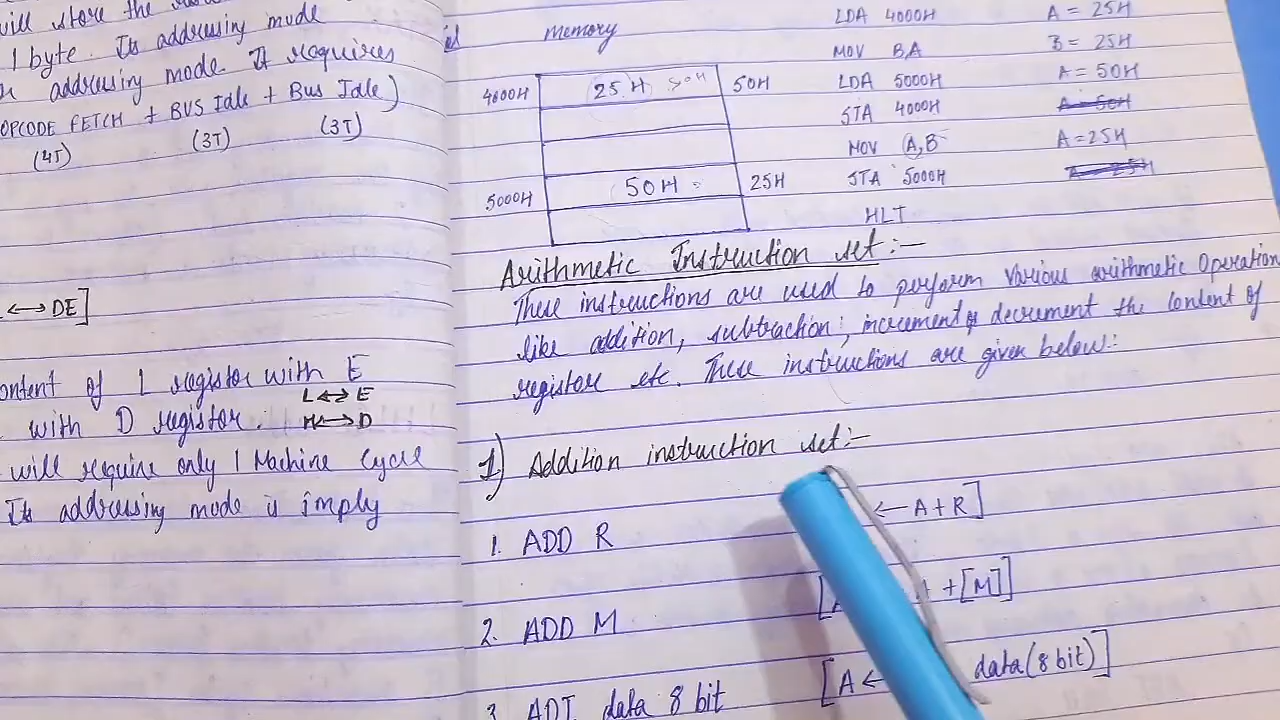 will store the
1 byte. Its addressing mode
addressing mode. It requires
OPCODE FETCH + BUS Idle + Bus Idle)
(4T) (3T) (3T)
<-> DE]
ontent of L register with E
L <-> E
with D register. H <-> D
will require only 1 Machine Cycle
Its addressing mode is imply
memory
4000H 25H 50H 50H
5000H 50H 25H
LDA 4000H A = 25H
MOV B,A B = 25H
LDA 5000H A = 50H
STA 4000H A = 50H
MOV A,B A = 25H
STA 5000H A = 25H
HLT
Arithmetic Instruction set :-
These instructions are used to perform various arithmetic Operation
like addition, subtraction, increment, decrement the content of
register etc. These instructions are given below:
1) Addition instruction set:-
1. ADD R ← A + R]
2. ADD M [A + [M]]
3. ADI data 8 bit [A ← data (8 bit)]